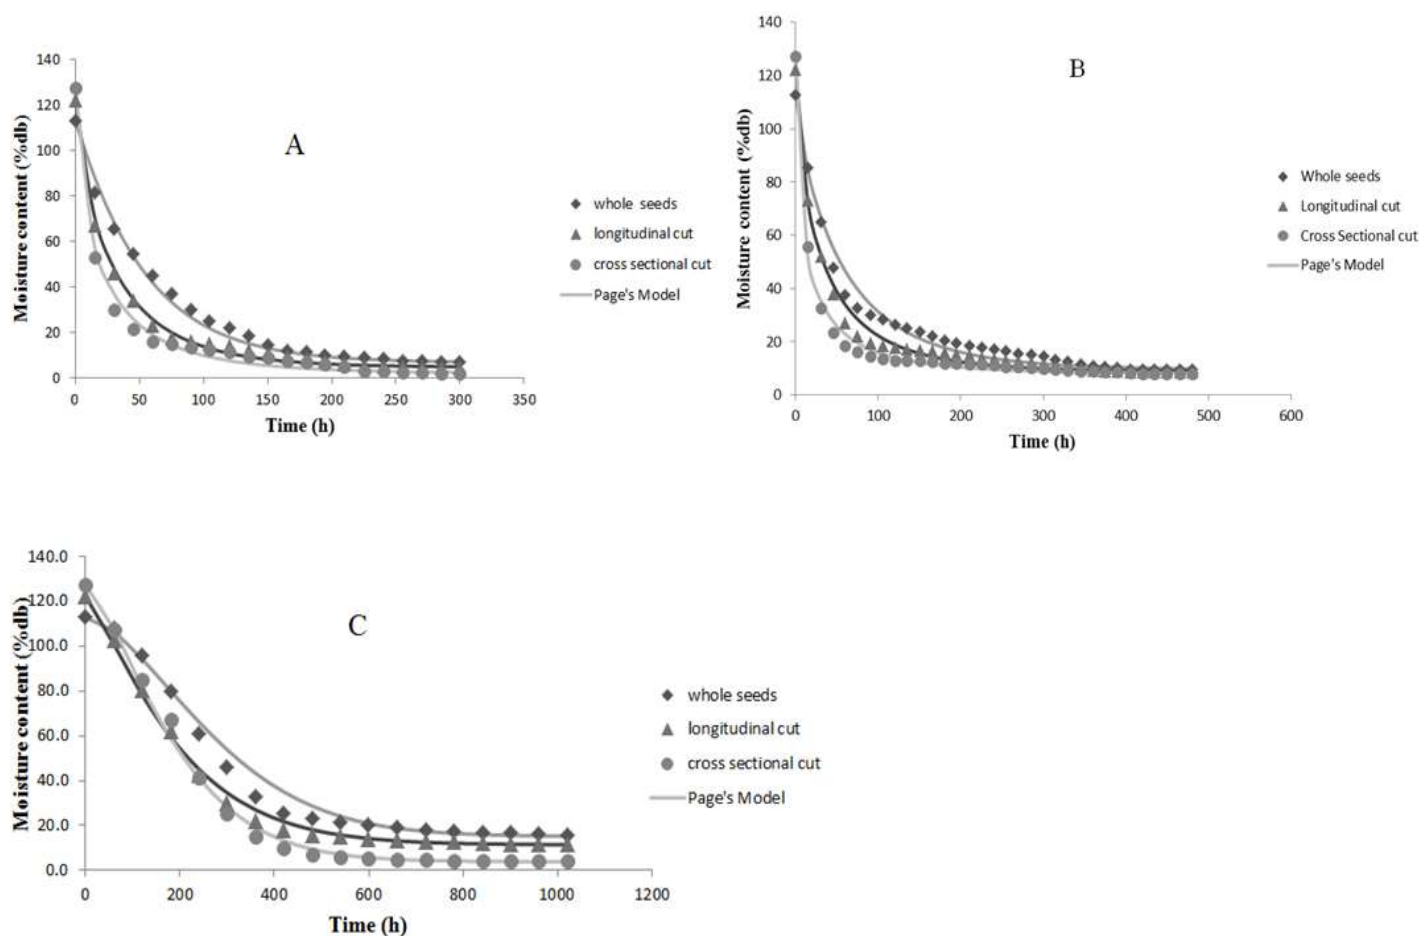 A
Moisture content (%db)
140
120
100
80
60
40
20
0
0 50 100 150 200 250 300 350
Time (h)
whole seeds
longitudinal cut
cross sectional cut
Page's Model
B
Moisture content (%db)
140
120
100
80
60
40
20
0
0 100 200 300 400 500 600
Time (h)
Whole seeds
Longitudinal cut
Cross Sectional cut
Page's Model
C
Moisture content (%db)
140.0
120.0
100.0
80.0
60.0
40.0
20.0
0.0
0 200 400 600 800 1000 1200
Time (h)
whole seeds
longitudinal cut
cross sectional cut
Page's Model